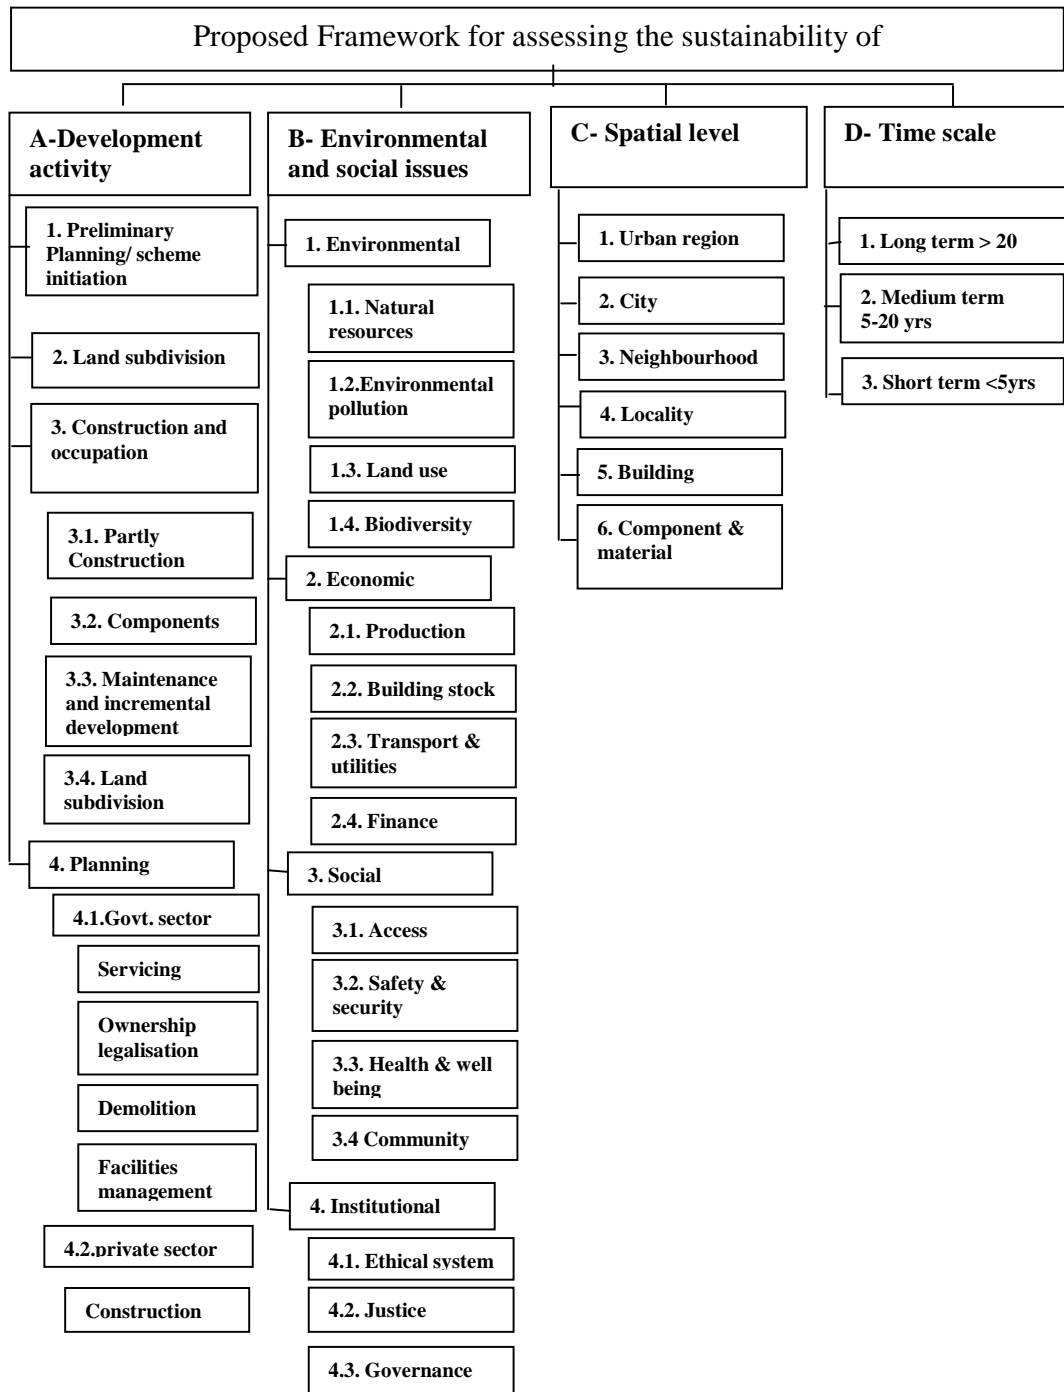 Proposed Framework for assessing the sustainability of
A-Development
activity
1. Preliminary
Planning/ scheme
initiation
2. Land subdivision
3. Construction and
occupation
3.1. Partly
Construction
3.2. Components
3.3. Maintenance
and incremental
development
3.4. Land
subdivision
4. Planning
4.1.Govt. sector
Servicing
Ownership
legalisation
Demolition
Facilities
management
4.2.private sector
Construction
B- Environmental
and social issues
1. Environmental
1.1. Natural
resources
1.2.Environmental
pollution
1.3. Land use
1.4. Biodiversity
2. Economic
2.1. Production
2.2. Building stock
2.3. Transport &
utilities
2.4. Finance
3. Social
3.1. Access
3.2. Safety &
security
3.3. Health & well
being
3.4 Community
4. Institutional
4.1. Ethical system
4.2. Justice
4.3. Governance
C- Spatial level
1. Urban region
2. City
3. Neighbourhood
4. Locality
5. Building
6. Component &
material
D- Time scale
1. Long term > 20
2. Medium term
5-20 yrs
3. Short term <5yrs